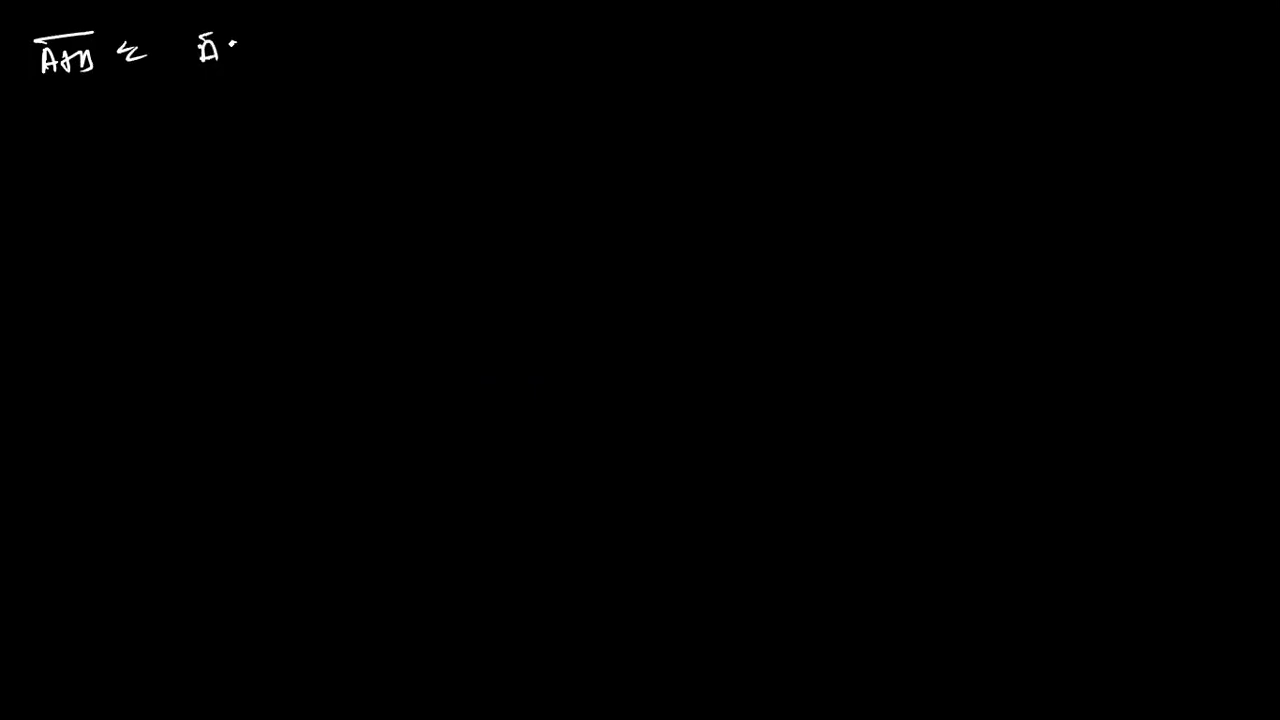 A̅+̅B̅ = A̅ ·